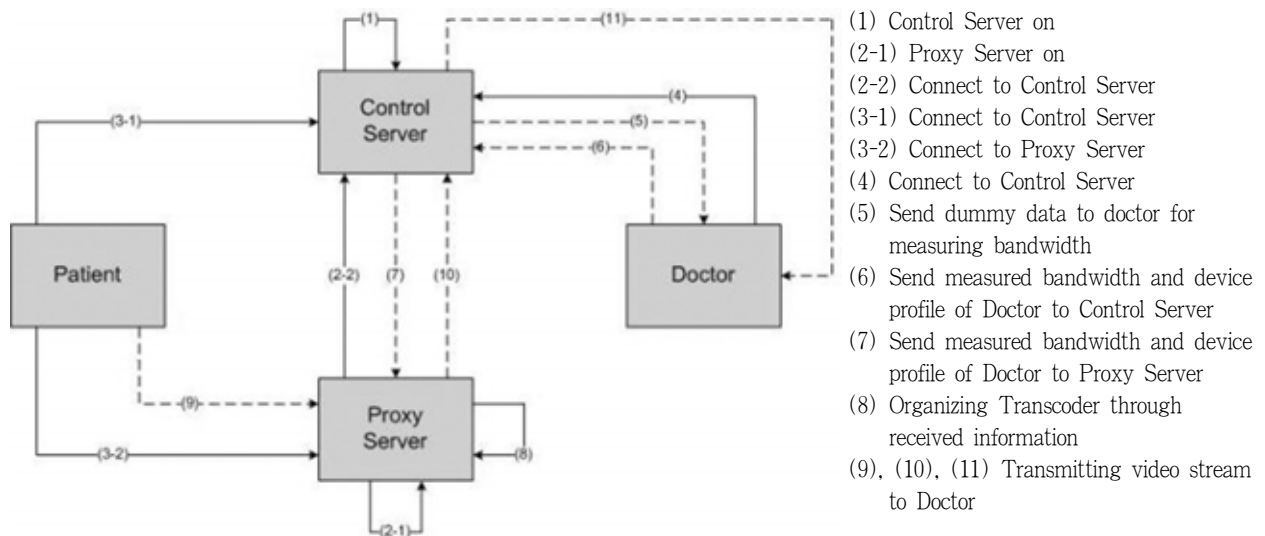 (1)
(11)
Control
Server
(4)
(3-1)
(5)
(6)
Patient
(2-2)
(7)
(10)
Doctor
(9)
Proxy
Server
(3-2)
(8)
(2-1)
(1) Control Server on
(2-1) Proxy Server on
(2-2) Connect to Control Server
(3-1) Connect to Control Server
(3-2) Connect to Proxy Server
(4) Connect to Control Server
(5) Send dummy data to doctor for
measuring bandwidth
(6) Send measured bandwidth and device
profile of Doctor to Control Server
(7) Send measured bandwidth and device
profile of Doctor to Proxy Server
(8) Organizing Transcoder through
received information
(9), (10), (11) Transmitting video stream
to Doctor